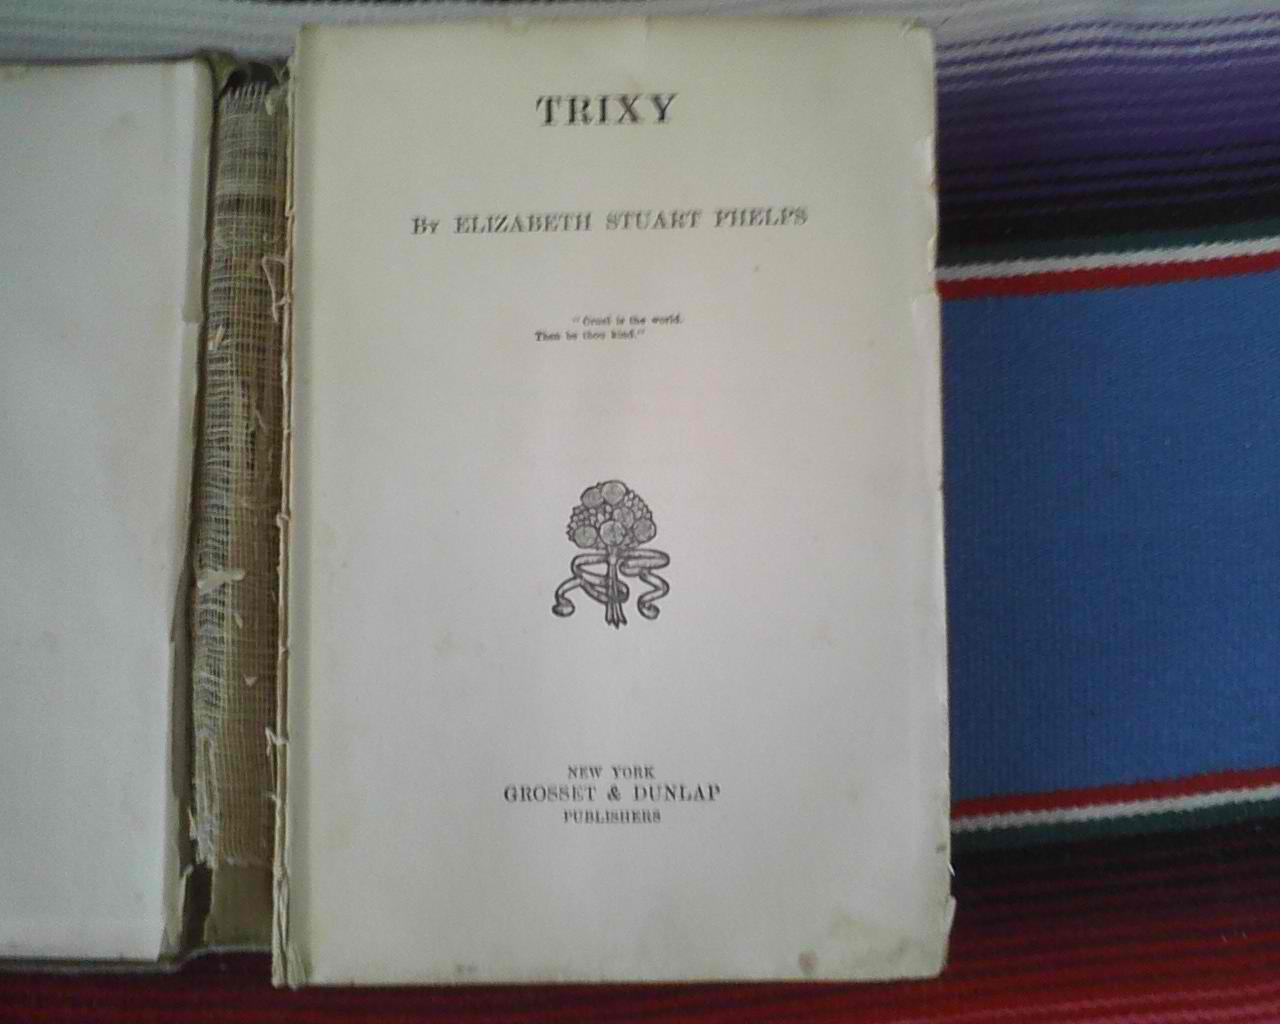 TRIXY
BY ELIZABETH STUART PHELPS
"Cruel is the world.
Then be thou kind."
NEW YORK
GROSSET & DUNLAP
PUBLISHERS